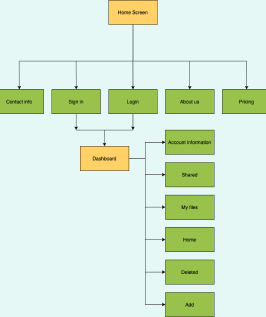 Home Screen
Contact info
Sign in
Login
About us
Pricing
Dashboard
Account Information
Shared
My files
Home
Deleted
Add